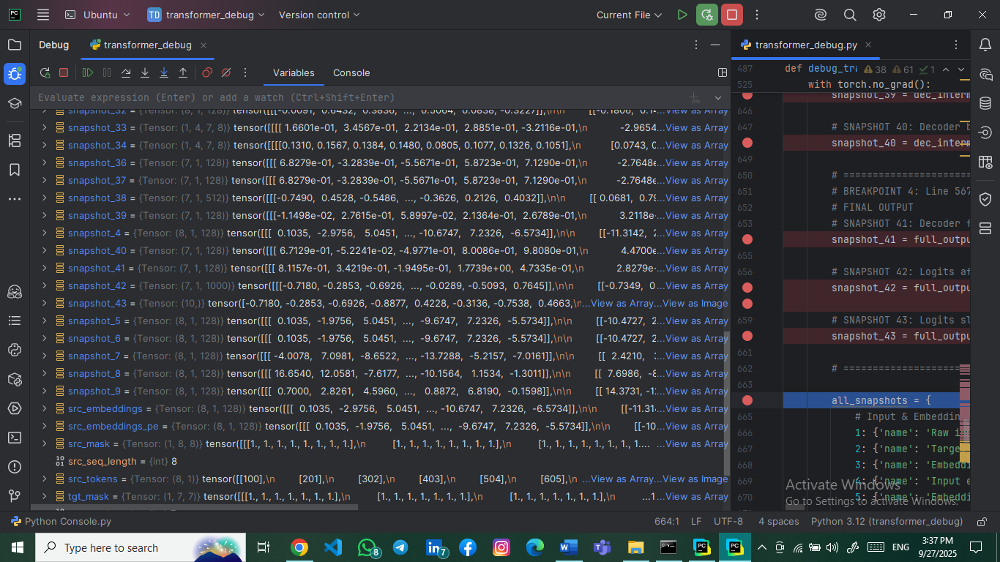 Ubuntu TD transformer_debug Version control Current File
Debug transformer_debug transformer_debug.py
Variables Console
Evaluate expression (Enter) or add a watch (Ctrl+Shift+Enter)
snapshot_32 = {Tensor: (8, 1, 128)} tensor([[[-0.0091, 0.6432, 0.3836, ..., 0.5064, 0.0838, -0.3227]],\n\n [[-0.1806, 0.1...View as Array
snapshot_33 = {Tensor: (1, 4, 7, 8)} tensor([[[[ 1.6601e-01, 3.4567e-01, 2.2134e-01, 2.8851e-01, -3.2116e-01,\n -2.9654...View as Array
snapshot_34 = {Tensor: (1, 4, 7, 8)} tensor([[[[0.1310, 0.1567, 0.1384, 0.1480, 0.0805, 0.1077, 0.1326, 0.1051],\n [0.0743, 0...View as Array
snapshot_36 = {Tensor: (7, 1, 128)} tensor([[[ 6.8279e-01, -3.2839e-01, -5.5671e-01, 5.8723e-01, 7.1290e-01,\n -2.7648e...View as Array
snapshot_37 = {Tensor: (7, 1, 128)} tensor([[[ 6.8279e-01, -3.2839e-01, -5.5671e-01, 5.8723e-01, 7.1290e-01,\n -2.7648e...View as Array
snapshot_38 = {Tensor: (7, 1, 512)} tensor([[[-0.7490, 0.4528, -0.5486, ..., -0.3626, 0.2126, 0.4032]],\n\n [[ 0.0681, 0.79...View as Array
snapshot_39 = {Tensor: (7, 1, 128)} tensor([[[-1.1498e-02, 2.7615e-01, 5.8997e-02, 2.1364e-01, 2.6789e-01,\n 3.2118e...View as Array
snapshot_4 = {Tensor: (8, 1, 128)} tensor([[[ 0.1035, -2.9756, 5.0451, ..., -10.6747, 7.2326, -6.5734]],\n\n [[-11.3142, 2...View as Array
snapshot_40 = {Tensor: (7, 1, 128)} tensor([[[ 6.7129e-01, -5.2241e-02, -4.9771e-01, 8.0086e-01, 9.8080e-01,\n 4.4700e...View as Array
snapshot_41 = {Tensor: (7, 1, 128)} tensor([[[ 8.1157e-01, 3.4219e-01, -1.9495e-01, 1.7739e+00, 4.7335e-01,\n 2.8279e...View as Array
snapshot_42 = {Tensor: (7, 1, 1000)} tensor([[[-0.7180, -0.2853, -0.6926, ..., -0.0289, -0.5093, 0.7645]],\n\n [[-0.7349, 0...View as Array
snapshot_43 = {Tensor: (10,)} tensor([-0.7180, -0.2853, -0.6926, -0.8877, 0.4228, -0.3136, -0.7538, 0.4663,\n...View as Array...View as Image
snapshot_5 = {Tensor: (8, 1, 128)} tensor([[[ 0.1035, -1.9756, 5.0451, ..., -9.6747, 7.2326, -5.5734]],\n\n [[-10.4727, 2...View as Array
snapshot_6 = {Tensor: (8, 1, 128)} tensor([[[ 0.1035, -1.9756, 5.0451, ..., -9.6747, 7.2326, -5.5734]],\n\n [[-10.4727, 2...View as Array
snapshot_7 = {Tensor: (8, 1, 128)} tensor([[[ -4.0078, 7.0981, -8.6522, ..., -13.7288, -5.2157, -7.0161]],\n\n [[ 2.4210, ...View as Array
snapshot_8 = {Tensor: (8, 1, 128)} tensor([[[ 16.6540, 12.0581, -7.6177, ..., -10.1564, 1.1534, -1.3011]],\n\n [[ 7.6986, -8...View as Array
snapshot_9 = {Tensor: (8, 1, 128)} tensor([[[ 0.7000, 2.8261, 4.5960, ..., 0.8872, 6.8190, -0.1598]],\n\n [[ 14.3731, -1...View as Array
src_embeddings = {Tensor: (8, 1, 128)} tensor([[[ 0.1035, -2.9756, 5.0451, ..., -10.6747, 7.2326, -6.5734]],\n\n [[-11.31...View as Array
src_embeddings_pe = {Tensor: (8, 1, 128)} tensor([[[ 0.1035, -1.9756, 5.0451, ..., -9.6747, 7.2326, -5.5734]],\n\n [[-10...View as Array
src_mask = {Tensor: (1, 8, 8)} tensor([[[1., 1., 1., 1., 1., 1., 1., 1.],\n [1., 1., 1., 1., 1., 1., 1., 1.],\n [1., 1., 1., 1., 1., 1., 1., 1.... ...View as Array
src_seq_length = {int} 8
src_tokens = {Tensor: (8, 1)} tensor([[100],\n [201],\n [302],\n [403],\n [504],\n [605],\n ...View as Array...View as Image
tgt_mask = {Tensor: (1, 7, 7)} tensor([[[1., 1., 1., 1., 1., 1., 1.],\n [1., 1., 1., 1., 1., 1., 1.],\n [1., 1., 1., 1., 1., 1., 1.],\n ...1...View as Array
487 def debug_tra 38 61 1
525 with torch.no_grad():
snapshot_39 = dec_interm
646
647 # SNAPSHOT 40: Decoder b
snapshot_40 = dec_interm
649
650 # ======================
651 # BREAKPOINT 4: Line 567
652 # FINAL OUTPUT
653 # SNAPSHOT 41: Decoder f
snapshot_41 = full_outpu
655
656 # SNAPSHOT 42: Logits af
snapshot_42 = full_outpu
659 # SNAPSHOT 43: Logits sl
snapshot_43 = full_outpu
661
662 # ====================
663
all_snapshots = {
665 # Input & Embeddin
666 1: {'name': 'Raw i
667 2: {'name': 'Targe
668 3: {'name': 'Embeddi
669 4: {'name': 'Input e
670 5: {'name': 'Embeddi
Activate Windows
Go to Settings to activate Windows.
Python Console.py 664:1 LF UTF-8 4 spaces Python 3.12 (transformer_debug)
Type here to search 8 7 ENG 3:37 PM
9/27/2025